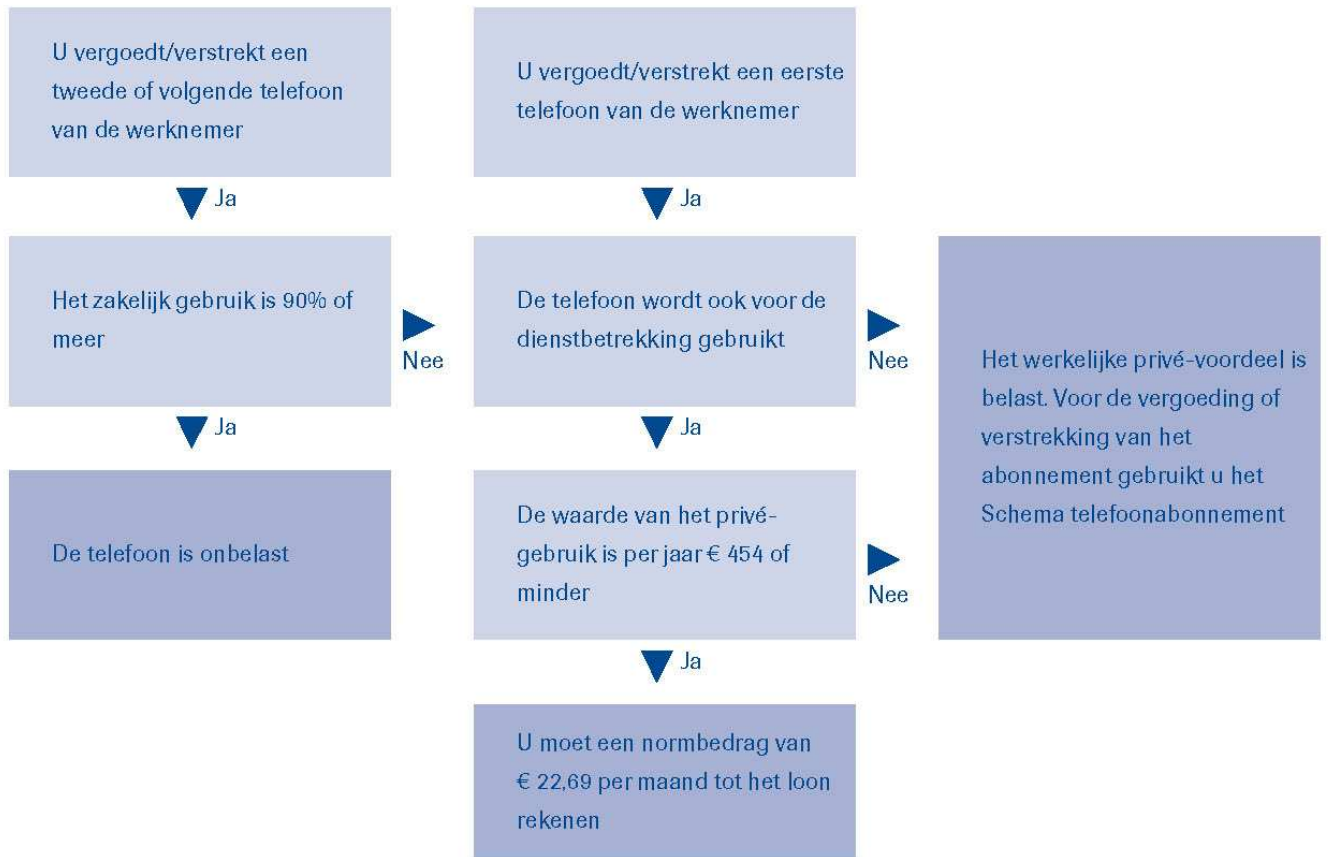 U vergoedt/verstrekt een
tweede of volgende telefoon
van de werknemer
U vergoedt/verstrekt een eerste
telefoon van de werknemer
Ja
Ja
Het zakelijk gebruik is 90% of
meer
Nee
De telefoon wordt ook voor de
dienstbetrekking gebruikt
Nee
Het werkelijke privé-voordeel is
belast. Voor de vergoeding of
verstrekking van het
abonnement gebruikt u het
Schema telefoonabonnement
Ja
Ja
De telefoon is onbelast
De waarde van het privé-
gebruik is per jaar € 454 of
minder
Nee
Ja
U moet een normbedrag van
€ 22,69 per maand tot het loon
rekenen